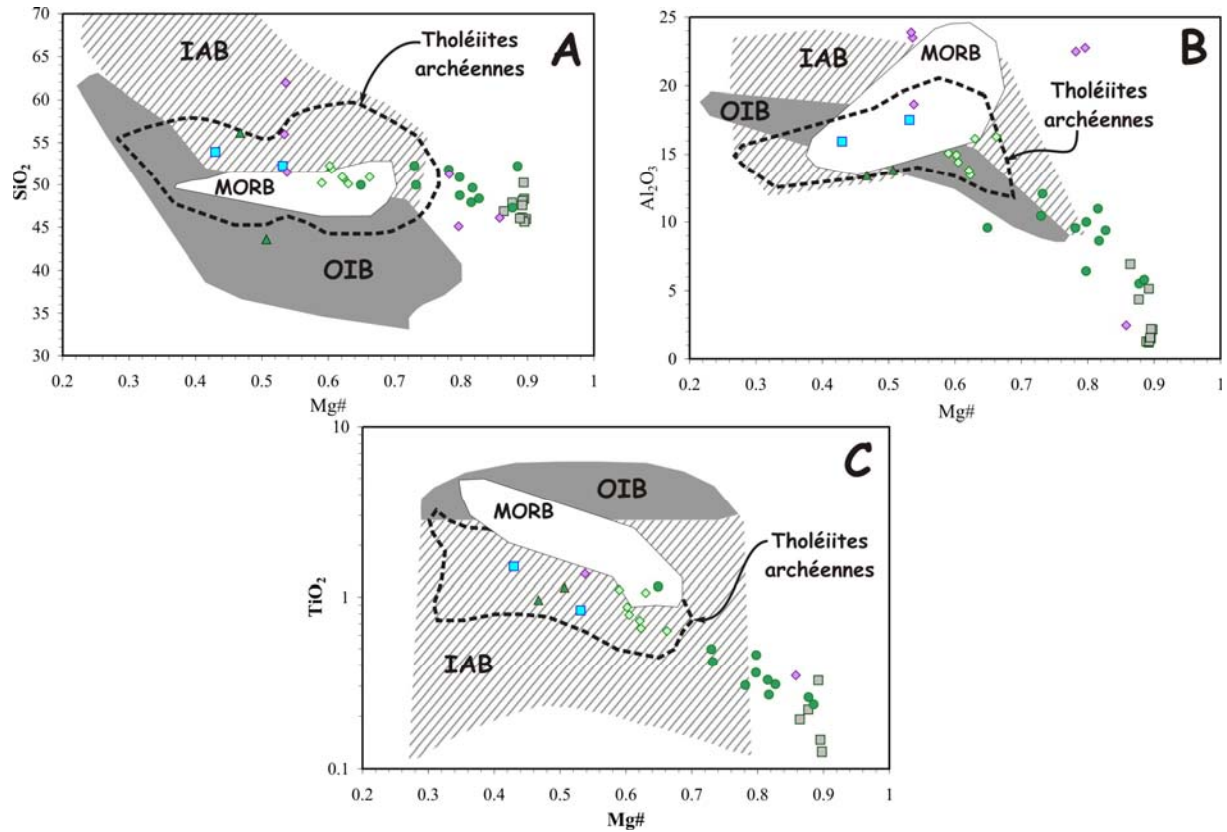 A
IAB
Tholéiites
archéennes
MORB
OIB
SiO2
70
65
60
55
50
45
40
35
30
0.2 0.3 0.4 0.5 0.6 0.7 0.8 0.9 1
Mg#
B
IAB
MORB
OIB
Tholéiites
archéennes
Al2O3
25
20
15
10
5
0
0.2 0.3 0.4 0.5 0.6 0.7 0.8 0.9 1
Mg#
C
OIB
MORB
Tholéiites
archéennes
IAB
TiO2
10
1
0.1
0.2 0.3 0.4 0.5 0.6 0.7 0.8 0.9 1
Mg#